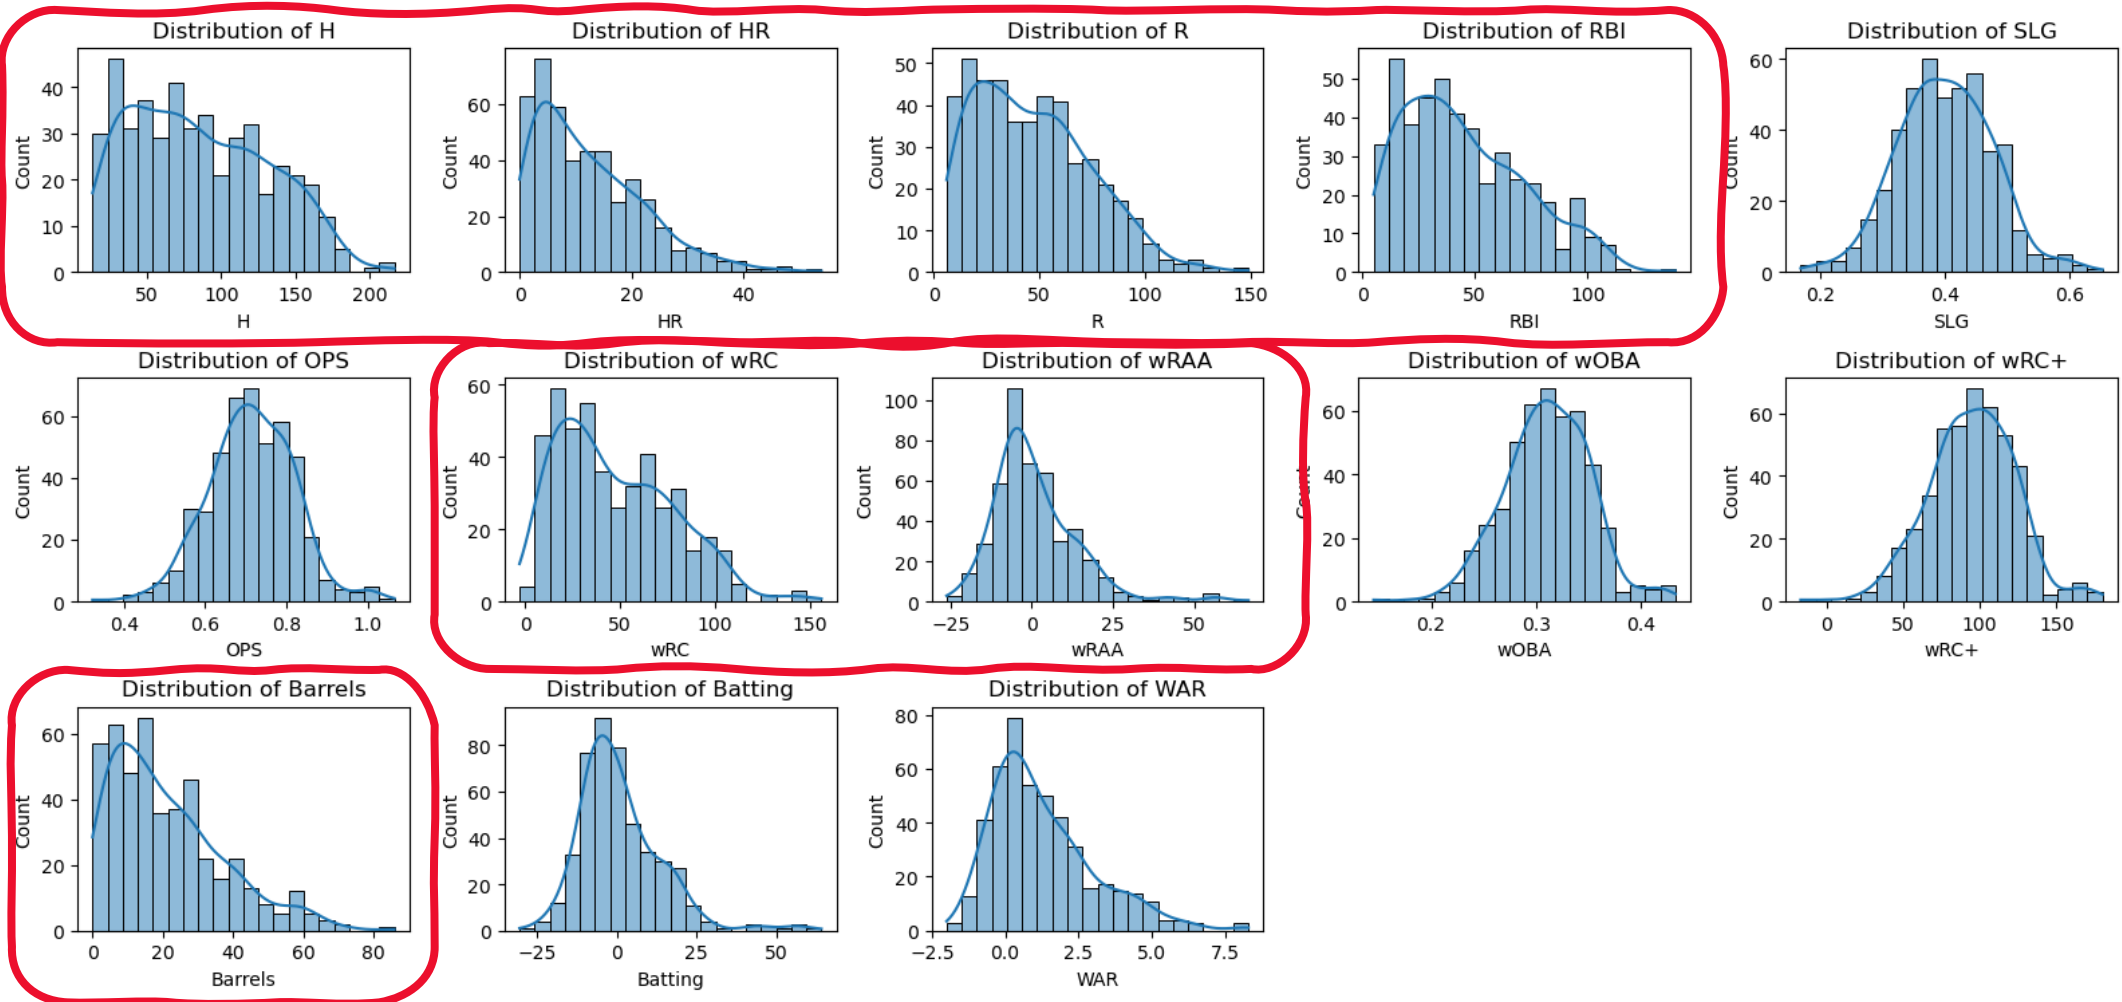 Distribution of H
40
30
20
10
0
Count
50 100 150 200
H
Distribution of HR
60
40
20
0
Count
0 20 40
HR
Distribution of R
50
40
30
20
10
0
Count
0 50 100 150
R
Distribution of RBI
50
40
30
20
10
0
Count
0 50 100
RBI
Distribution of SLG
60
40
20
0
Count
0.2 0.4 0.6
SLG
Distribution of OPS
60
40
20
0
Count
0.4 0.6 0.8 1.0
OPS
Distribution of wRC
60
40
20
0
Count
0 50 100 150
wRC
Distribution of wRAA
100
80
60
40
20
0
Count
−25 0 25 50
wRAA
Distribution of wOBA
60
40
20
0
Count
0.2 0.3 0.4
wOBA
Distribution of wRC+
60
40
20
0
Count
0 50 100 150
wRC+
Distribution of Barrels
60
40
20
0
Count
0 20 40 60 80
Barrels
Distribution of Batting
80
60
40
20
0
Count
−25 0 25 50
Batting
Distribution of WAR
80
60
40
20
0
Count
−2.5 0.0 2.5 5.0 7.5
WAR